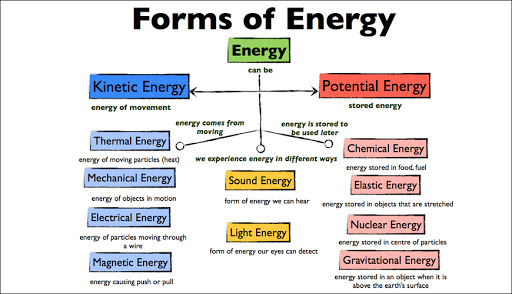 Forms of Energy
Energy
can be
Kinetic Energy
Potential Energy
energy of movement
stored energy
energy comes from
moving
energy is stored to
be used later
we experience energy in different ways
Thermal Energy
energy of moving particles (heat)
Mechanical Energy
energy of objects in motion
Electrical Energy
energy of particles moving through
a wire
Magnetic Energy
energy causing push or pull
Sound Energy
form of energy we can hear
Light Energy
form of energy our eyes can detect
Chemical Energy
energy stored in food, fuel
Elastic Energy
energy stored in objects that are stretched
Nuclear Energy
energy stored in centre of particles
Gravitational Energy
energy stored in an object when it is
above the earth's surface